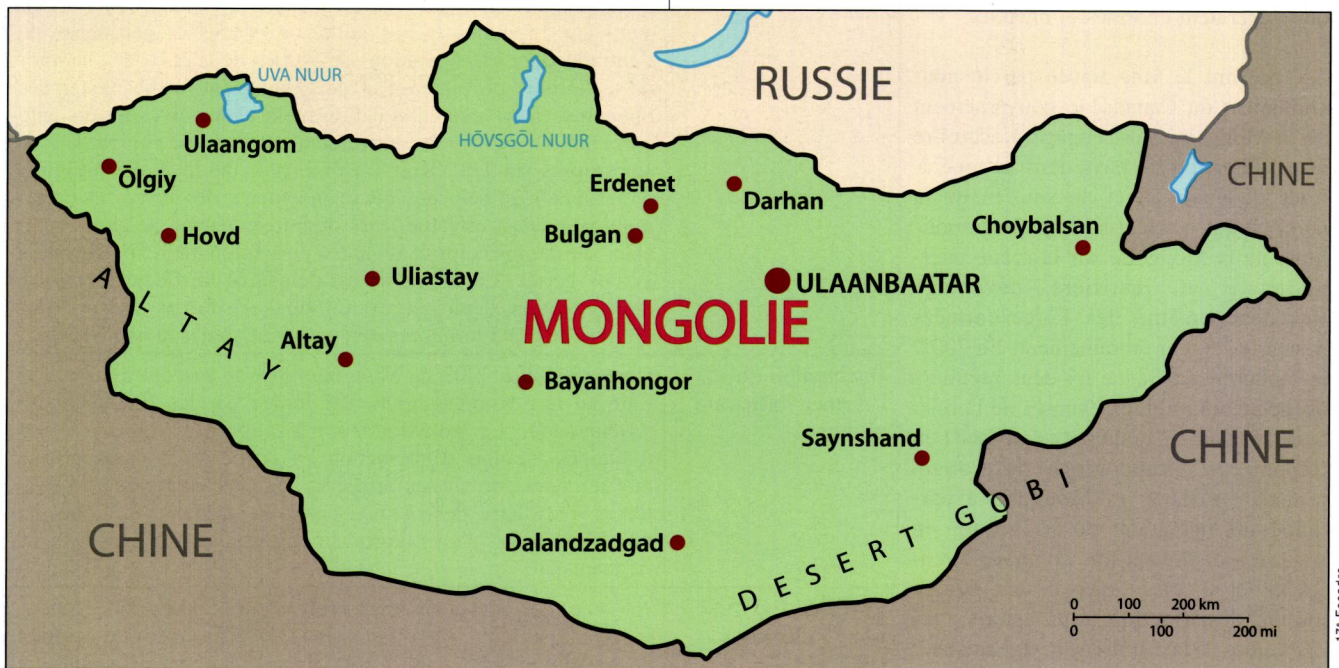 RUSSIE
UVA NUUR
HÖVSGÖL NUUR
Ulaangom
Ölgiy
CHINE
Erdenet
Darhan
Choybalsan
Hovd
Bulgan
Uliastay
ULAANBAATAR
MONGOLIE
ALTAY
Altay
Bayanhongor
Saynshand
CHINE
CHINE
Dalandzadgad
DESERT GOBI
0 100 200 km
0 100 200 mi